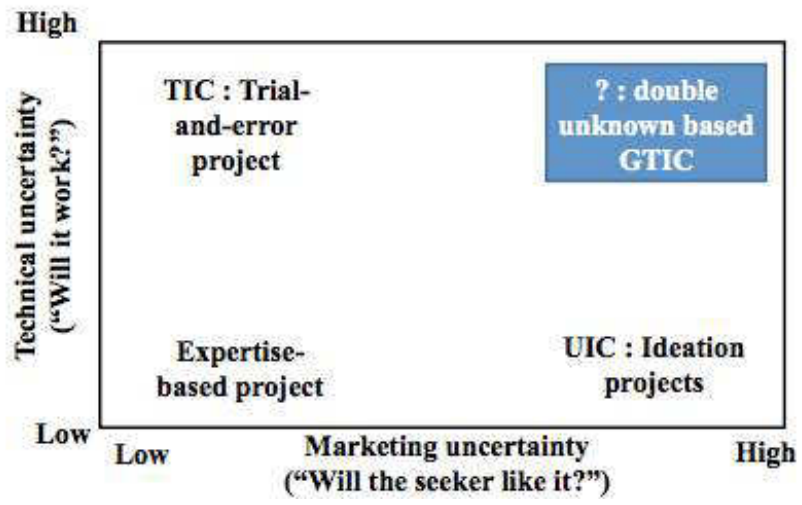 High
TIC : Trial-
and-error
project
? : double
unknown based
GTIC
Technical uncertainty
(“Will it work?”)
Expertise-
based project
UIC : Ideation
projects
Low
Low
Marketing uncertainty
High
(“Will the seeker like it?”)